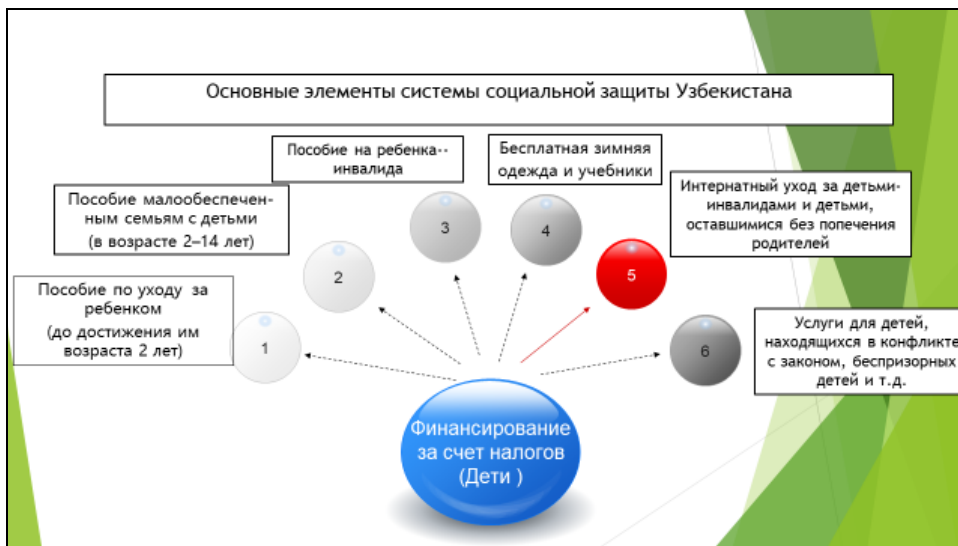 Основные элементы системы социальной защиты Узбекистана
Пособие по уходу за
ребенком
(до достижения им
возраста 2 лет)
1
Пособие малообеспечен-
ным семьям с детьми
(в возрасте 2–14 лет)
2
Пособие на ребенка--
инвалида
3
Бесплатная зимняя
одежда и учебники
4
Интернатный уход за детьми-
инвалидами и детьми,
оставшимися без попечения
родителей
5
Услуги для детей,
находящихся в конфликте
с законом, беспризорных
детей и т.д.
6
Финансирование
за счет налогов
(Дети )